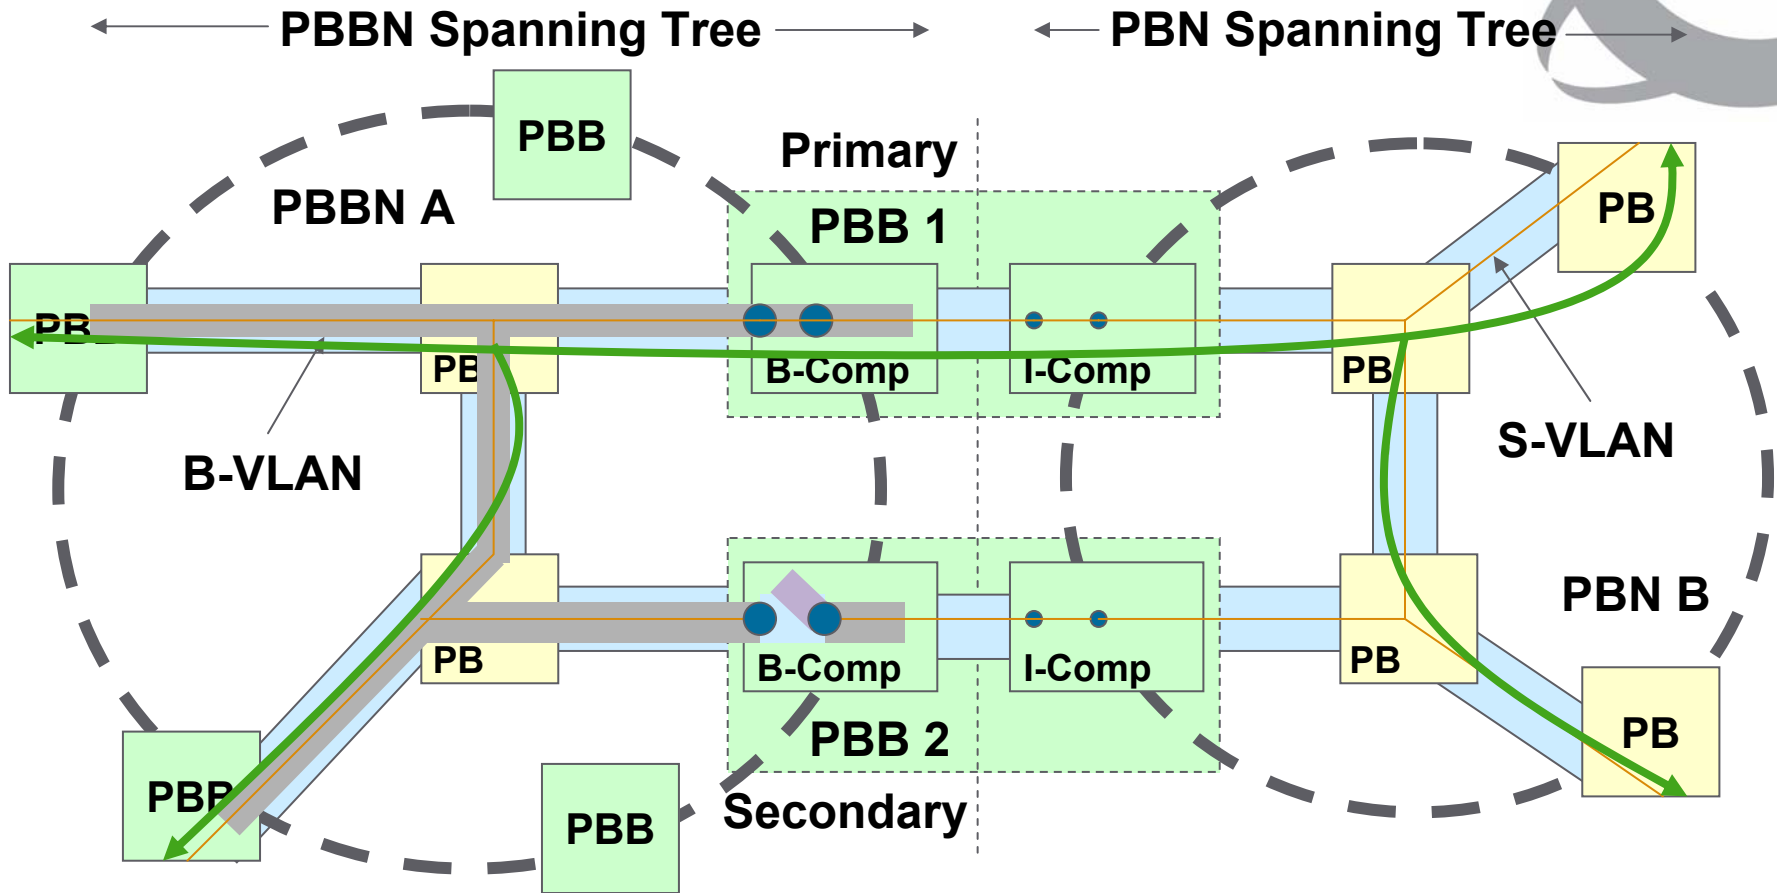 PBBN Spanning Tree
PBN Spanning Tree
PBB
Primary
PBBN A
PBB 1
PB
PBB
PB
B-Comp
I-Comp
PB
B-VLAN
S-VLAN
PBN B
PB
B-Comp
I-Comp
PB
PBB 2
PB
PBB
Secondary
PBB